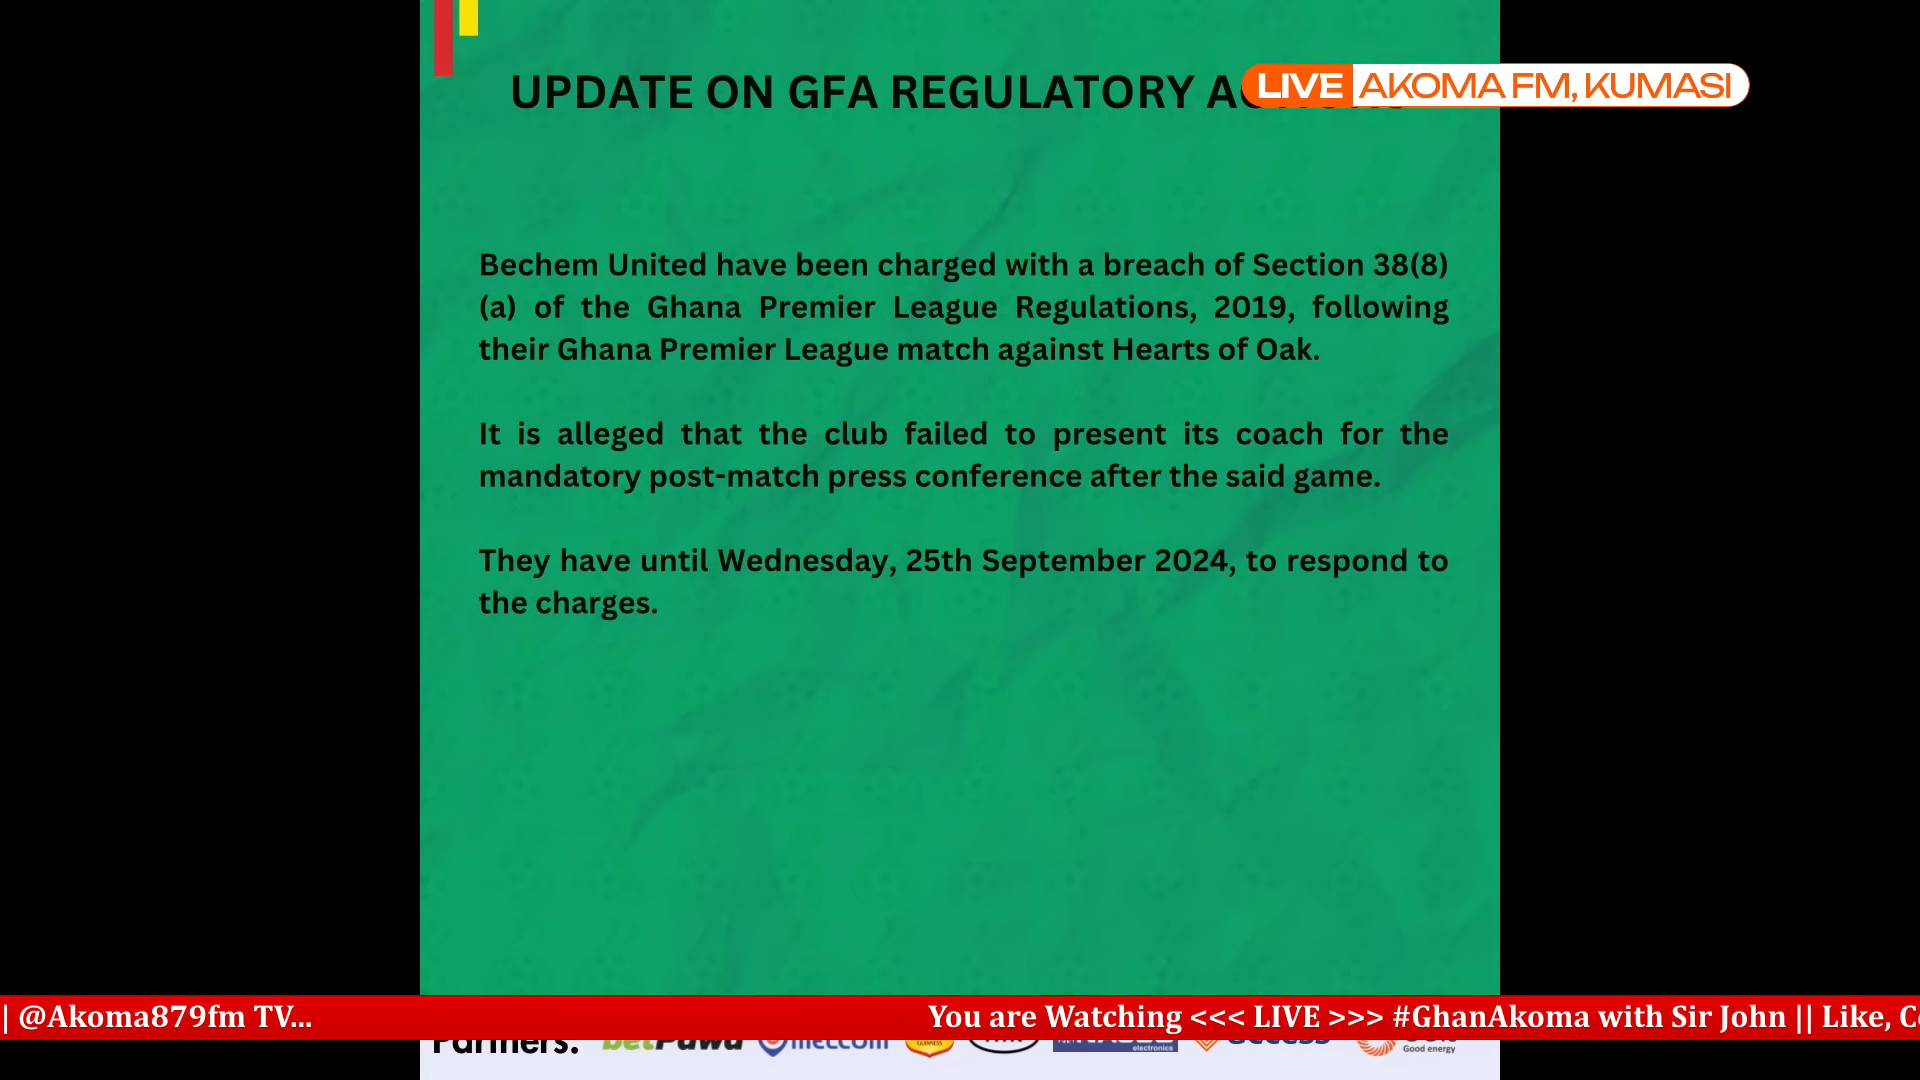 UPDATE ON GFA REGULATORY
LIVE AKOMA FM, KUMASI
Bechem United have been charged with a breach of Section 38(8)
(a) of the Ghana Premier League Regulations, 2019, following
their Ghana Premier League match against Hearts of Oak.
It is alleged that the club failed to present its coach for the
mandatory post-match press conference after the said game.
They have until Wednesday, 25th September 2024, to respond to
the charges.
| @Akoma879fm TV... You are Watching <<< LIVE >>> #GhanAkoma with Sir John || Like,
Partners: betPawa
electronics
Good energy